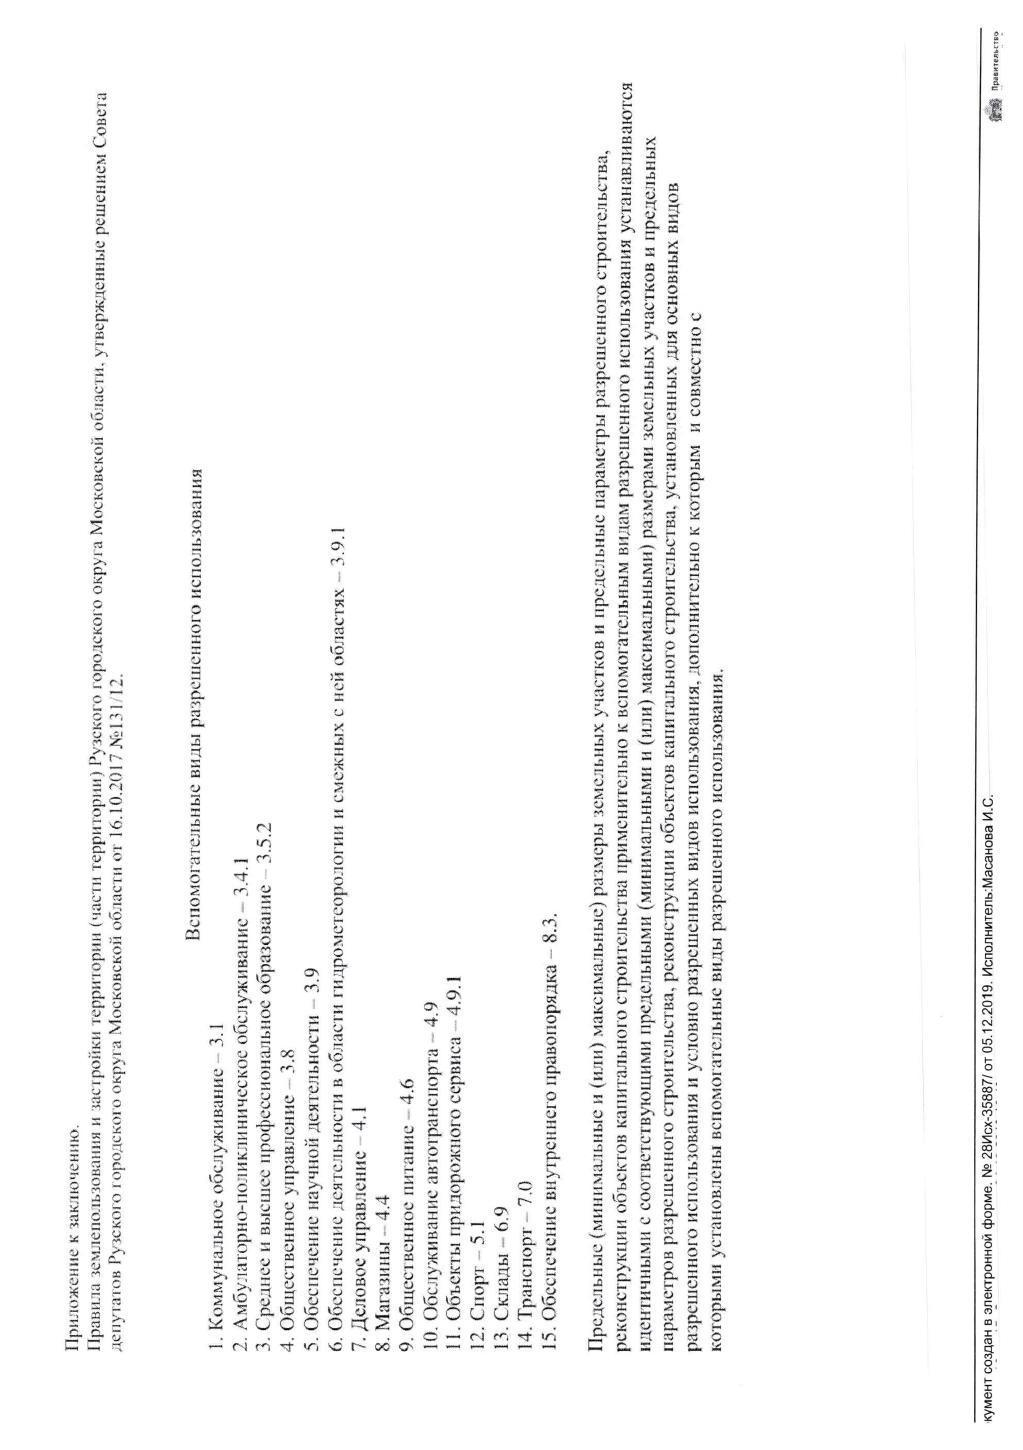 Приложение к заключению.
Правила землепользования и застройки территории (части территории) Рузского городского округа Московской области, утвержденные решением Совета
депутатов Рузского городского округа Московской области от 16.10.2017 №131/12.
Вспомогательные виды разрешенного использования
1. Коммунальное обслуживание – 3.1
2. Амбулаторно-поликлиническое обслуживание – 3.4.1
3. Среднее и высшее профессиональное образование – 3.5.2
4. Общественное управление – 3.8
5. Обеспечение научной деятельности – 3.9
6. Обеспечение деятельности в области гидрометеорологии и смежных с ней областях – 3.9.1
7. Деловое управление – 4.1
8. Магазины – 4.4
9. Общественное питание – 4.6
10. Обслуживание автотранспорта – 4.9
11. Объекты придорожного сервиса – 4.9.1
12. Спорт – 5.1
13. Склады – 6.9
14. Транспорт – 7.0
15. Обеспечение внутреннего правопорядка – 8.3.
Предельные (минимальные и (или) максимальные) размеры земельных участков и предельные параметры разрешенного строительства,
реконструкции объектов капитального строительства применительно к вспомогательным видам разрешенного использования устанавливаются
идентичными с соответствующими предельными (минимальными и (или) максимальными) размерами земельных участков и предельных
параметров разрешенного строительства, реконструкции объектов капитального строительства, установленных для основных видов
разрешенного использования и условно разрешенных видов использования, дополнительно к которым и совместно с
которыми установлены вспомогательные виды разрешенного использования.
кумент создан в электронной форме. № 28Исх-35887/ от 05.12.2019. Исполнитель:Масанова И.С.
Правительство